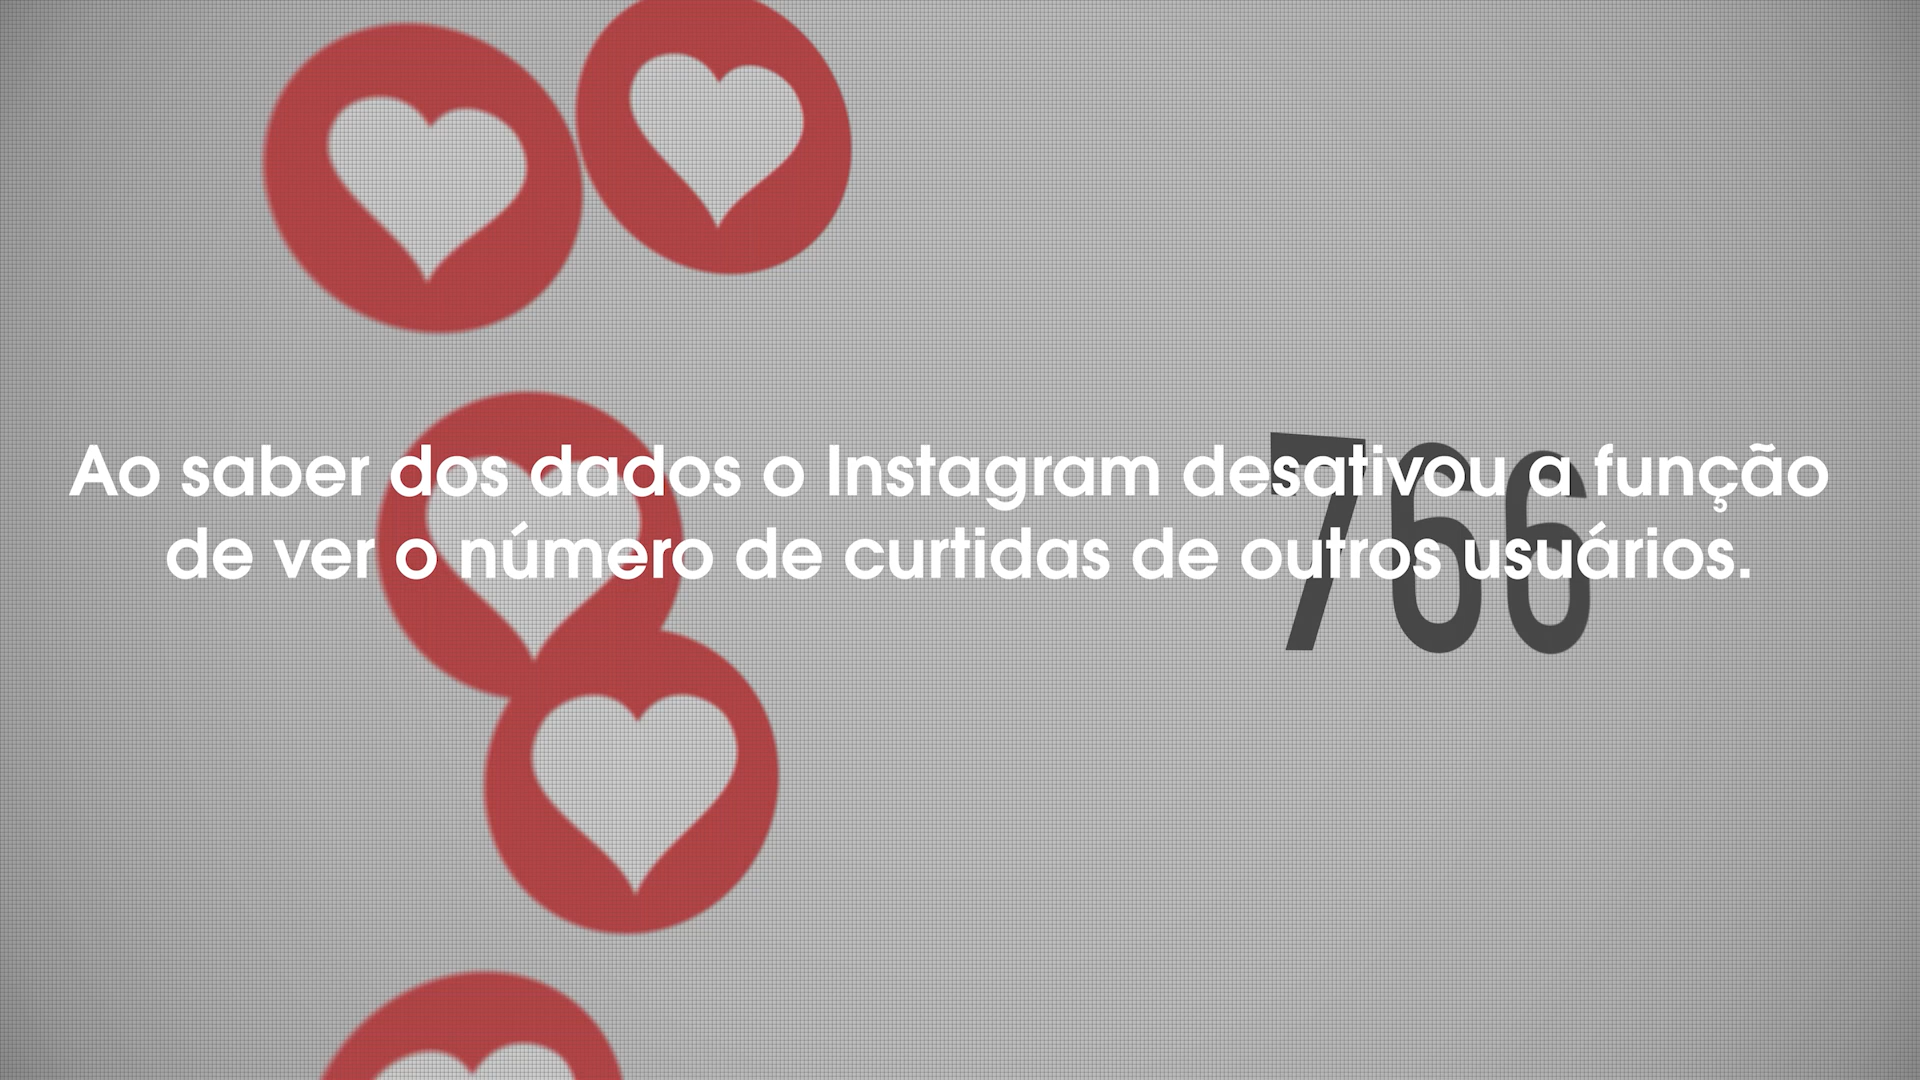 Ao saber dos dados o Instagram desativou a função
de ver o número de curtidas de outros usuários.
766